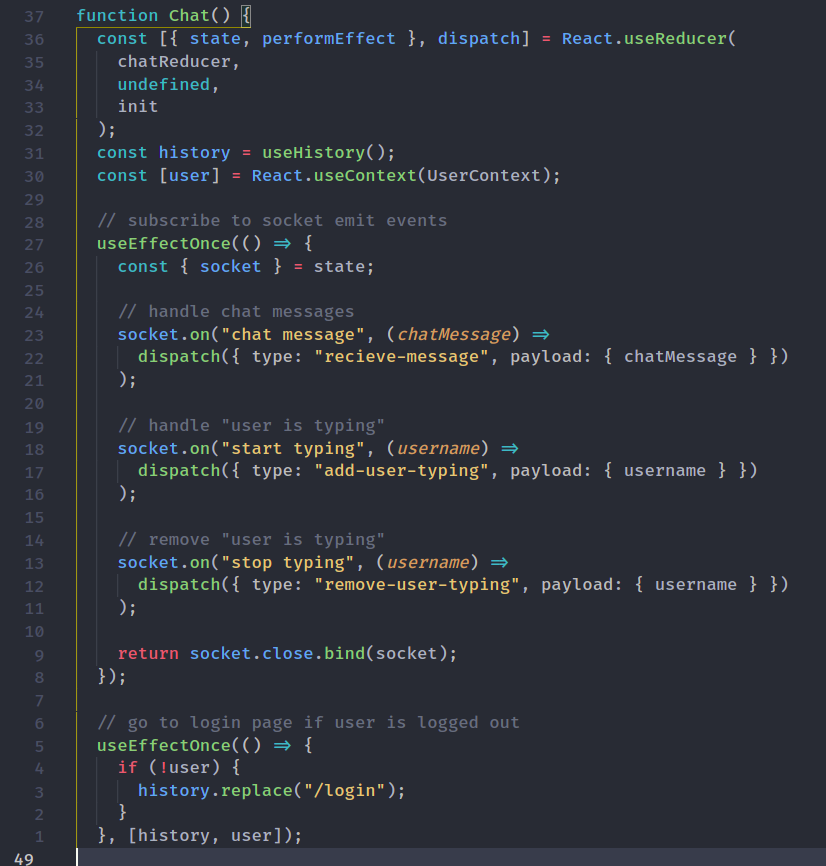 37 function Chat() {
36   const [{ state, performEffect }, dispatch] = React.useReducer(
35     chatReducer,
34     undefined,
33     init
32   );
31   const history = useHistory();
30   const [user] = React.useContext(UserContext);
29
28   // subscribe to socket emit events
27   useEffectOnce(() => {
26     const { socket } = state;
25
24     // handle chat messages
23     socket.on("chat message", (chatMessage) =>
22       dispatch({ type: "recieve-message", payload: { chatMessage } })
21     );
20
19     // handle "user is typing"
18     socket.on("start typing", (username) =>
17       dispatch({ type: "add-user-typing", payload: { username } })
16     );
15
14     // remove "user is typing"
13     socket.on("stop typing", (username) =>
12       dispatch({ type: "remove-user-typing", payload: { username } })
11     );
10
9     return socket.close.bind(socket);
8   });
7
6   // go to login page if user is logged out
5   useEffectOnce(() => {
4     if (!user) {
3       history.replace("/login");
2     }
1   }, [history, user]);
49